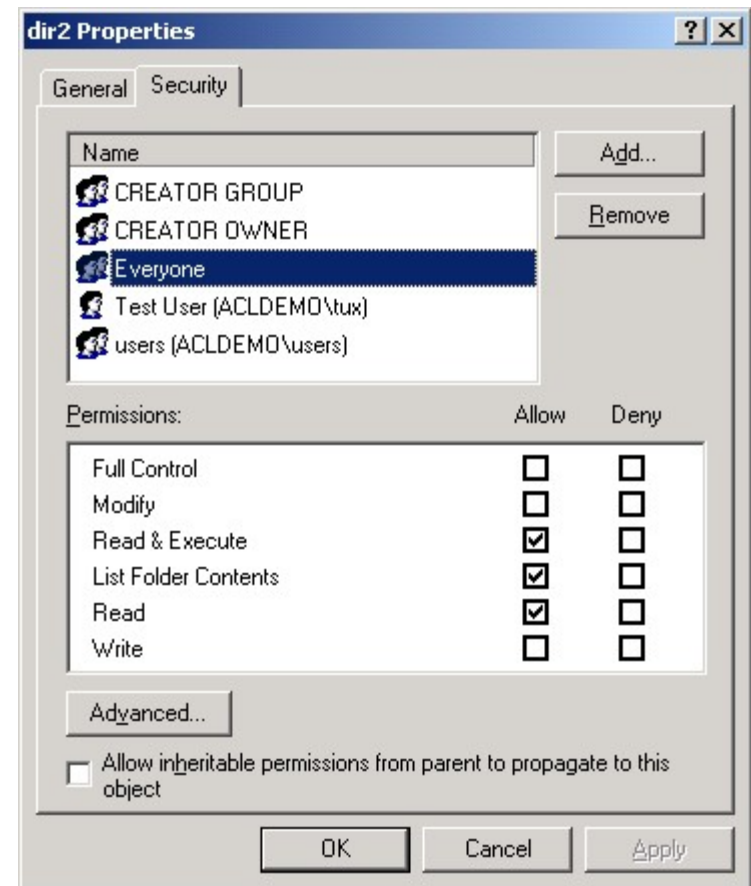 dir2 Properties
?
General Security
Name
Add...
CREATOR GROUP
Remove
CREATOR OWNER
Everyone
Test User (ACLDEMO\tux)
users (ACLDEMO\users)
Permissions: Allow Deny
Full Control
Modify
Read & Execute
List Folder Contents
Read
Write
Advanced...
Allow inheritable permissions from parent to propagate to this
object
OK Cancel Apply